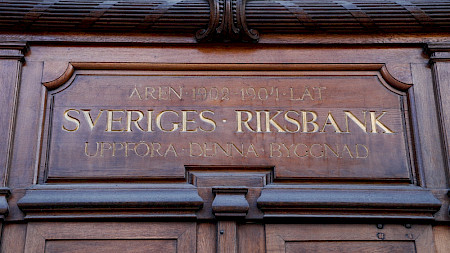 ÅREN · 1902 · 1904 · LÄT
SVERIGES · RIKSBANK
UPPFÖRA · DENNA · BYGGNAD